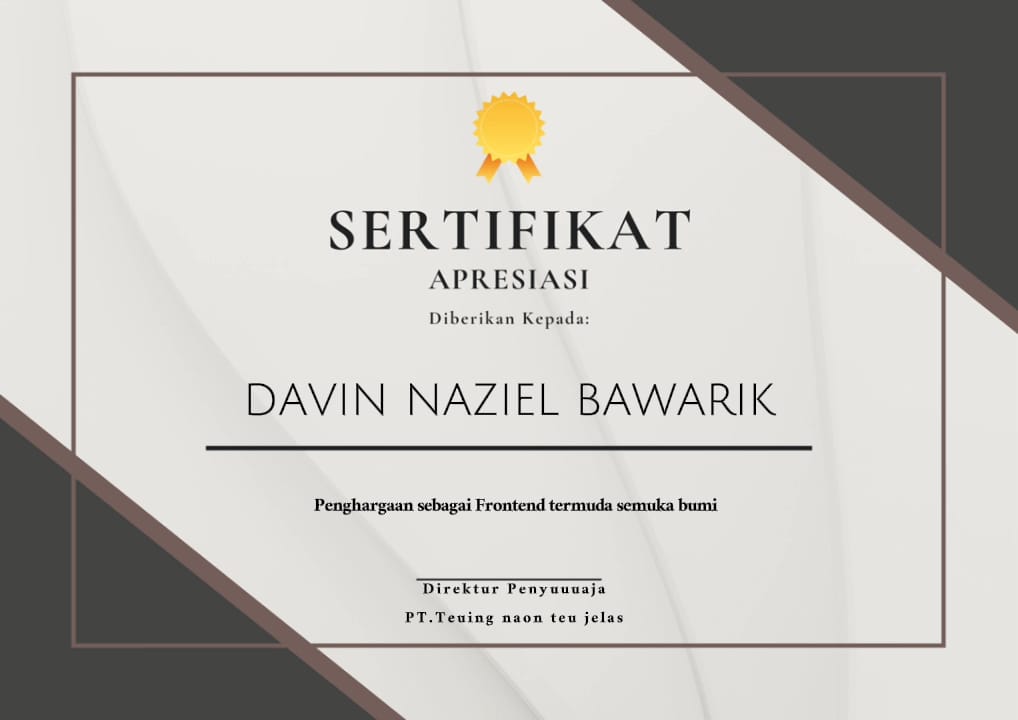 SERTIFIKAT
APRESIASI
Diberikan Kepada:
DAVIN NAZIEL BAWARIK
Penghargaan sebagai Frontend termuda semuka bumi
Direktur Penyuuuaja
PT.Teuing naon teu jelas